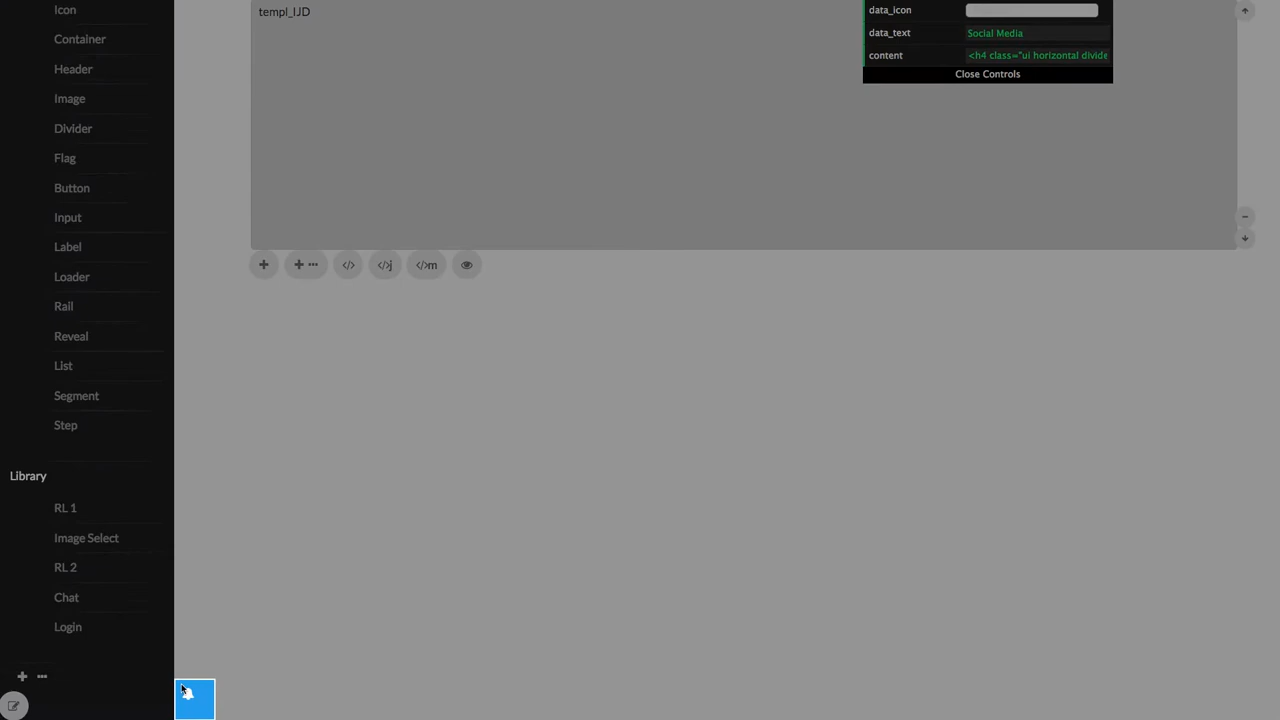 Icon
Container
Header
Image
Divider
Flag
Button
Input
Label
Loader
Rail
Reveal
List
Segment
Step
Library
RL 1
Image Select
RL 2
Chat
Login
templ_IJD
</>
</>j
</>m
data_icon
data_text Social Media
content <h4 class="ui horizontal divide
Close Controls